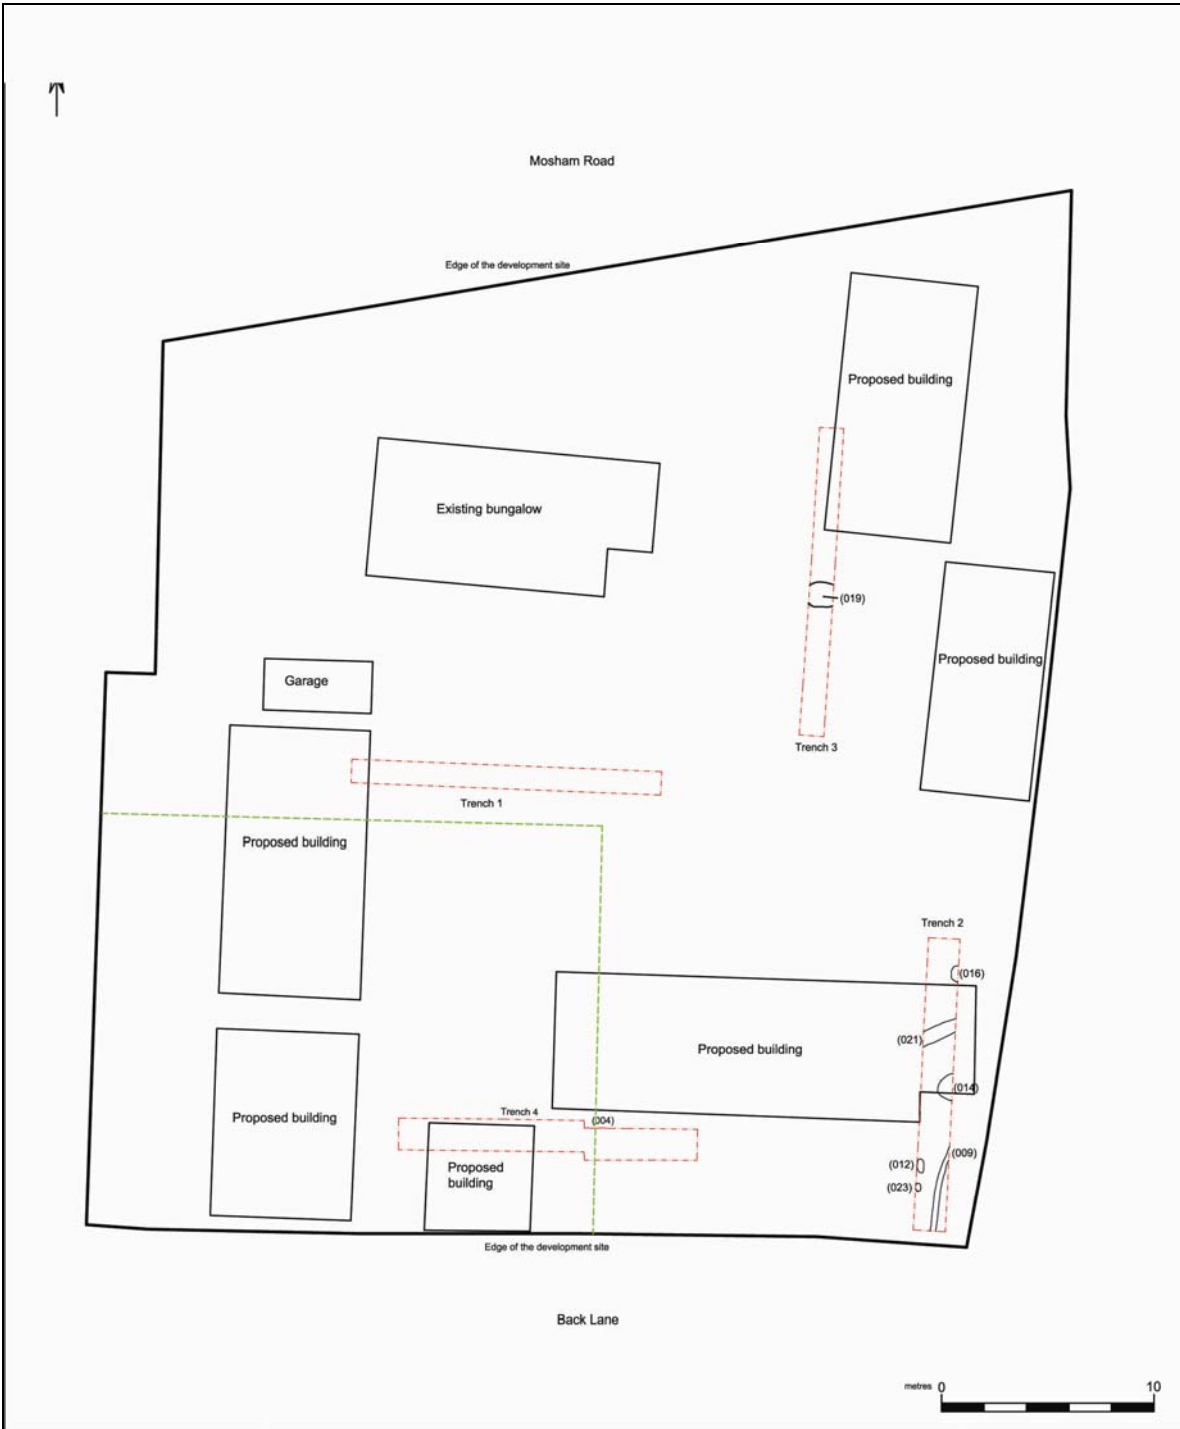 Mosham Road
Edge of the development site
Proposed building
Existing bungalow
(019)
Proposed building
Garage
Trench 3
Trench 1
Proposed building
Trench 2
(016)
(021)
Proposed building
(014)
Trench 4
(004)
Proposed building
(012)
(009)
Proposed
building
(023)
Edge of the development site
Back Lane
metres 0 10